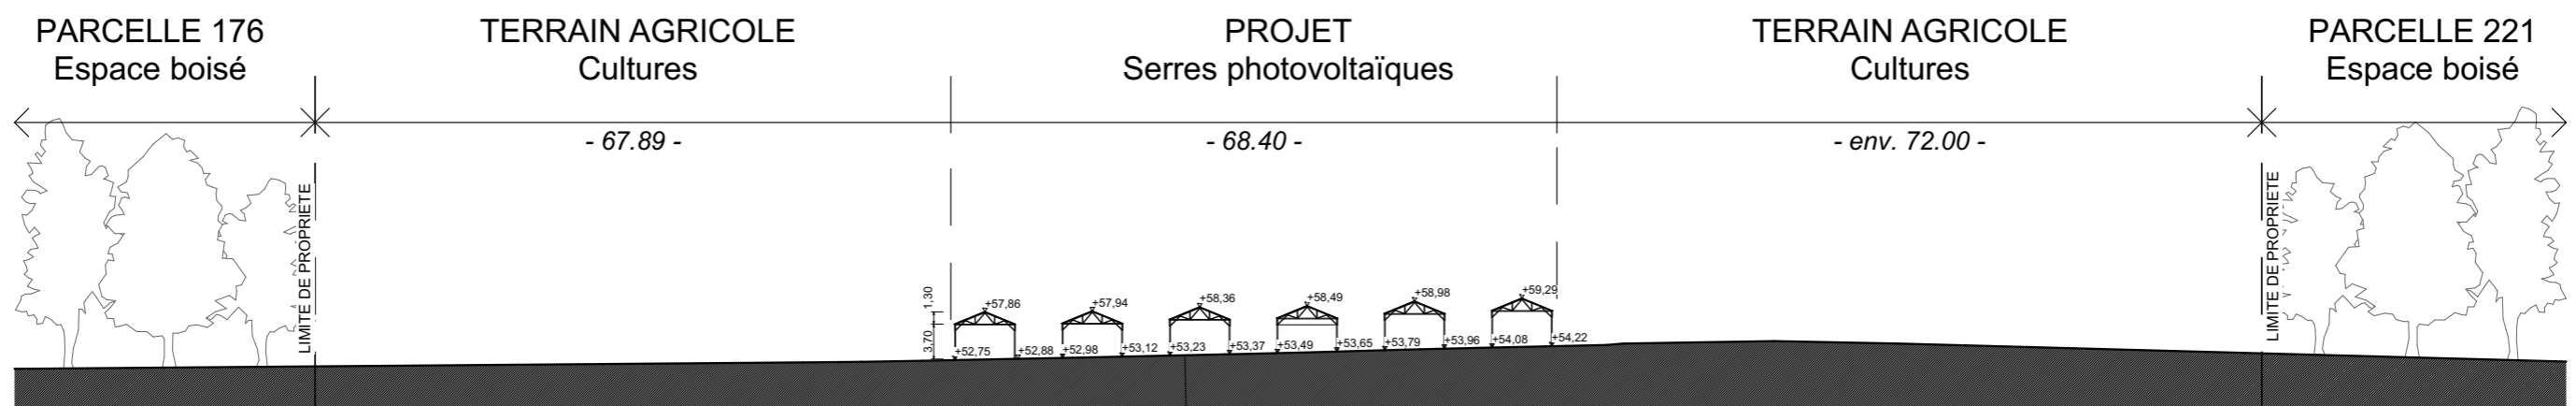 PARCELLE 176
Espace boisé
TERRAIN AGRICOLE
Cultures
PROJET
Serres photovoltaïques
TERRAIN AGRICOLE
Cultures
PARCELLE 221
Espace boisé
- 67.89 -
- 68.40 -
- env. 72.00 -
LIMITE DE PROPRIETE
LIMITE DE PROPRIETE
1,30
3,70
+57,86
+57,94
+58,36
+58,49
+58,98
+59,29
+52,75
+52,88
+52,98
+53,12
+53,23
+53,37
+53,49
+53,65
+53,79
+53,96
+54,08
+54,22